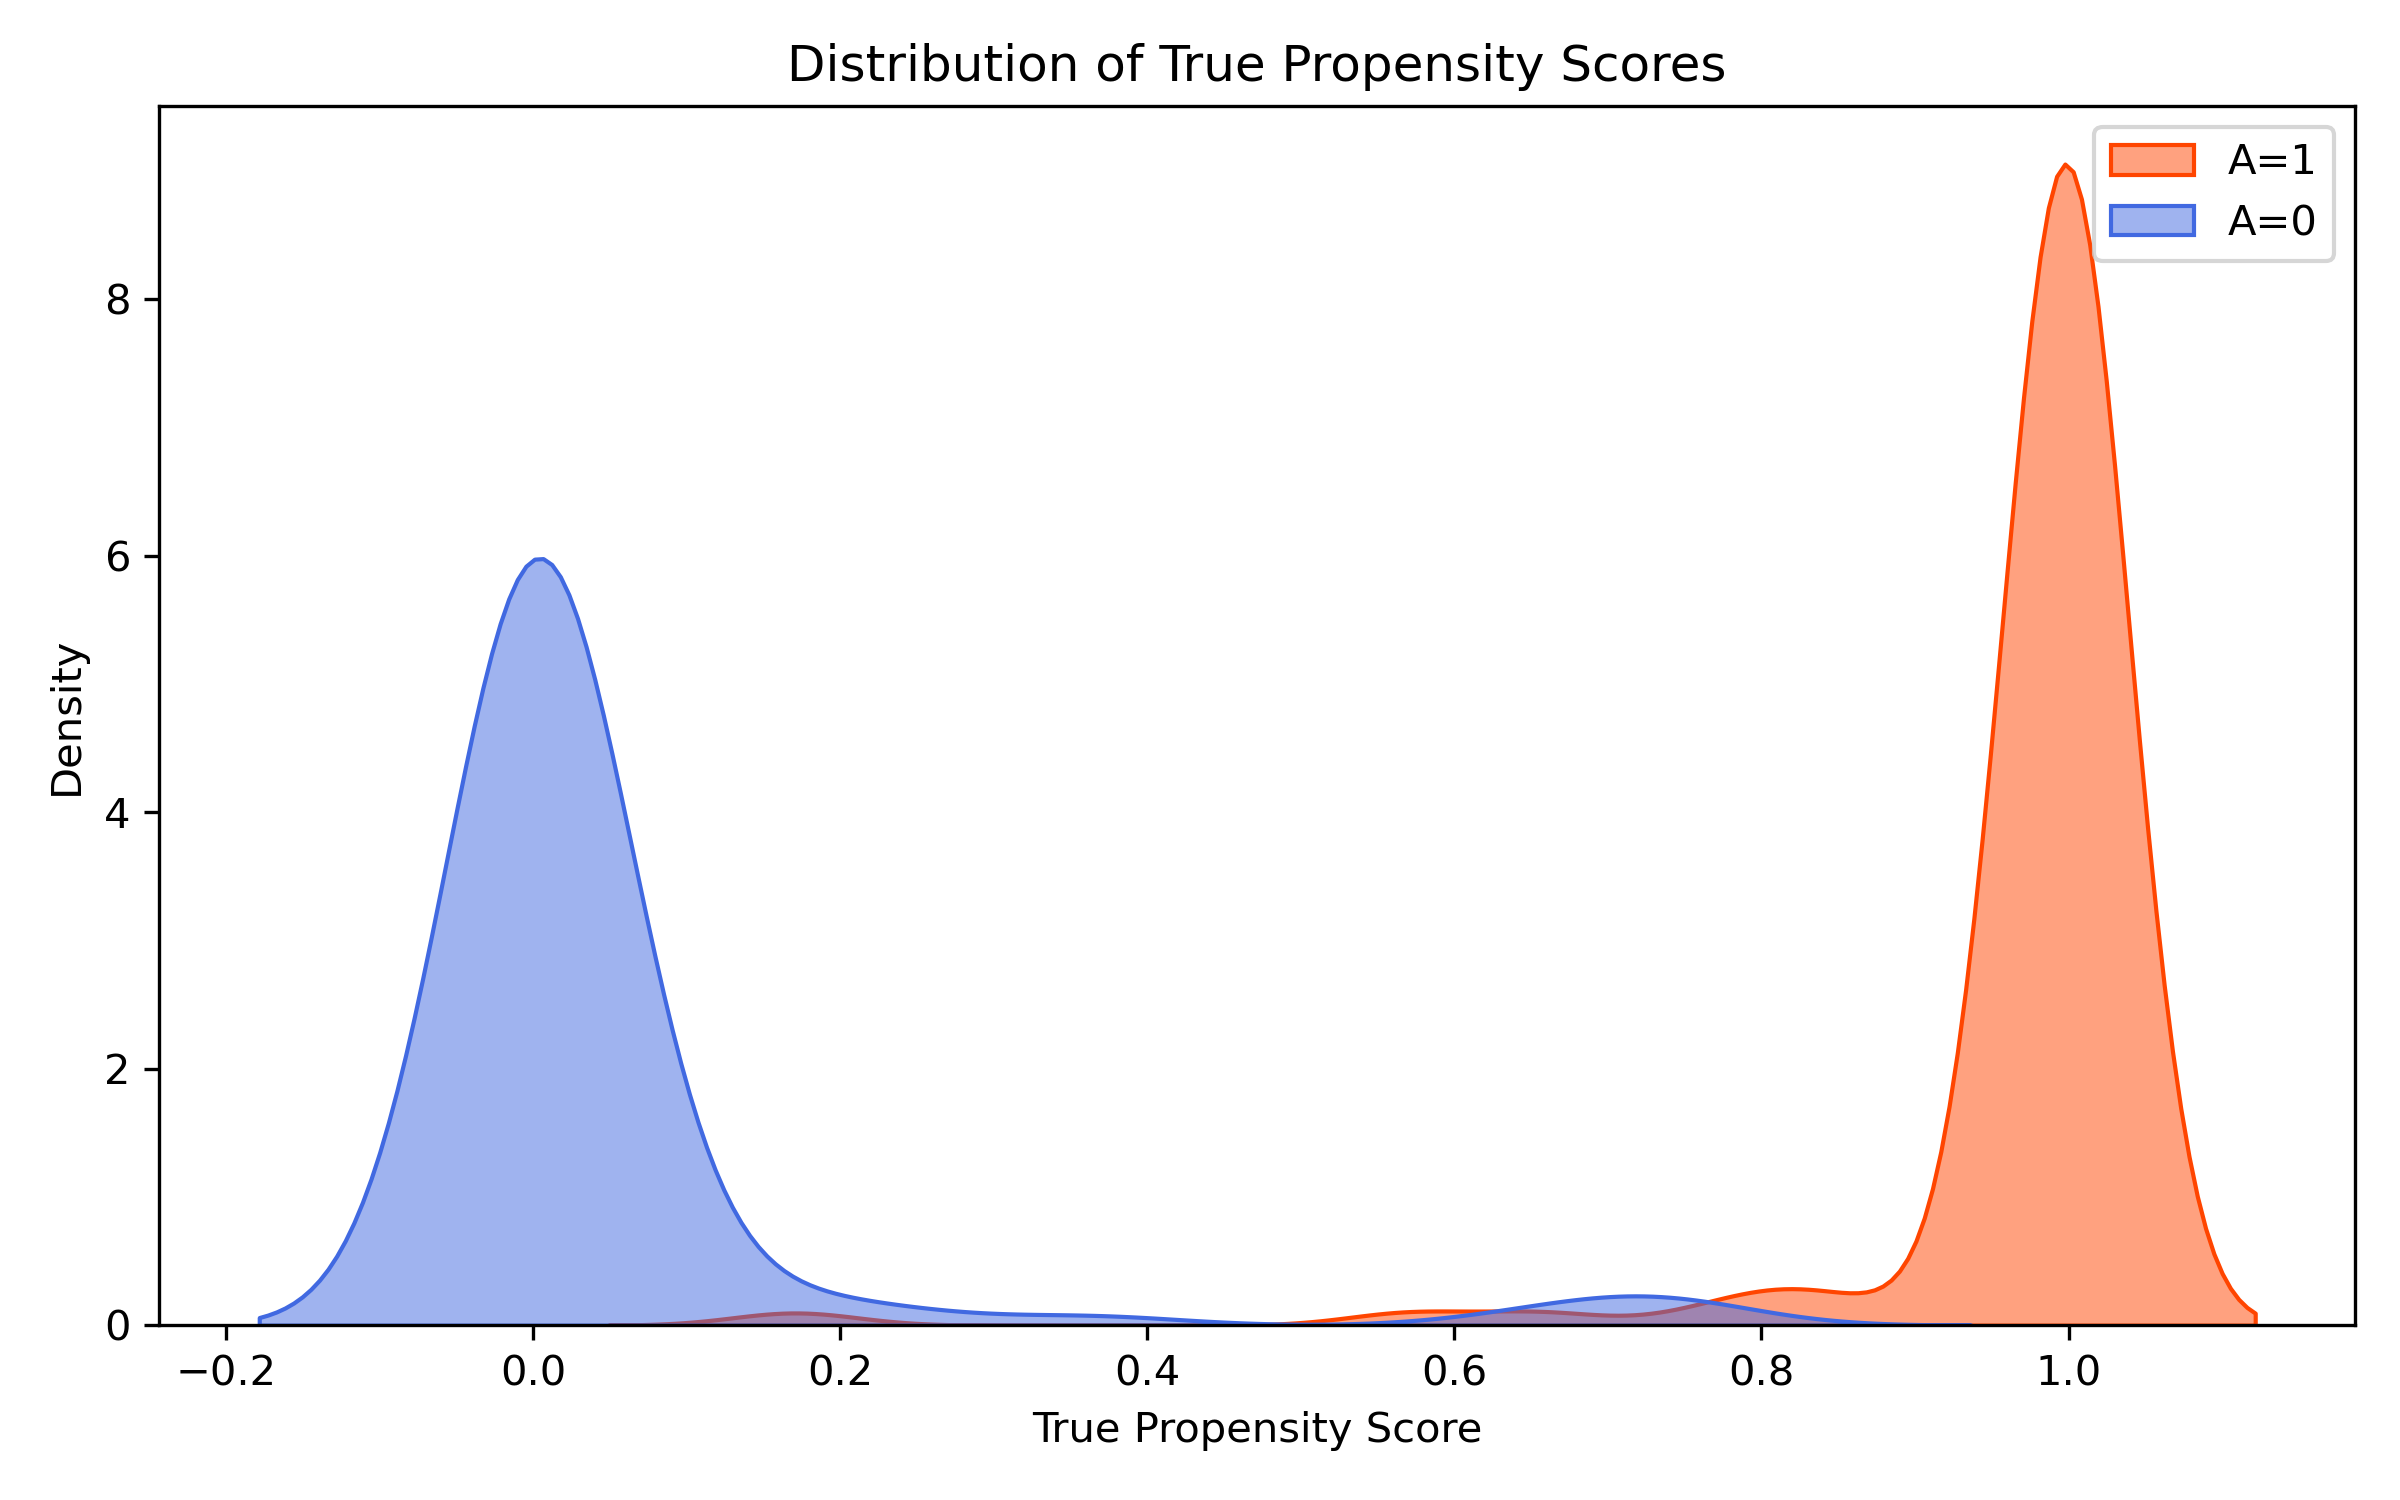 Distribution of True Propensity Scores
A=1
A=0
Density
8
6
4
2
0
−0.2
0.0
0.2
0.4
0.6
0.8
1.0
True Propensity Score